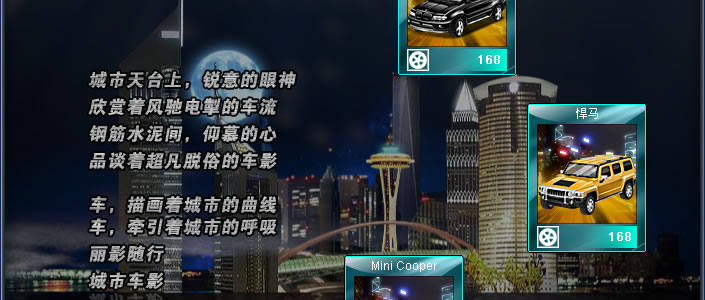 168
城市天台上，锐意的眼神
欣赏着风驰电掣的车流
钢筋水泥间，仰慕的心
品谈着超凡脱俗的车影
车，描画着城市的曲线
车，牵引着城市的呼吸
丽影随行
城市车影
悍马
168
Mini Cooper